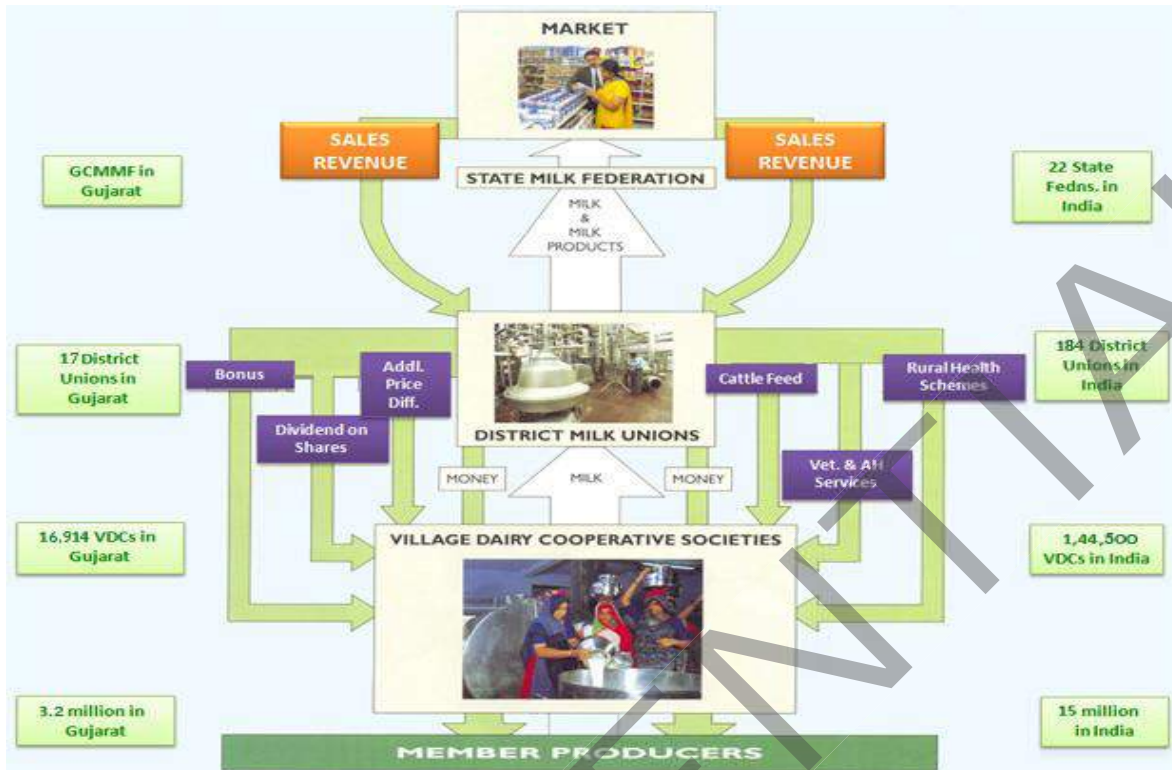 MARKET
SALES
REVENUE
SALES
REVENUE
GCMMF in
Gujarat
STATE MILK FEDERATION
22 State
Fedns. in
India
MILK
&
MILK
PRODUCTS
17 District
Unions in
Gujarat
Bonus
Addl.
Price
Diff.
Dividend on
Shares
Cattle Feed
Rural Health
Schemes
184 District
Unions in
India
DISTRICT MILK UNIONS
Vet. & AH
Services
MONEY
MILK
MONEY
16,914 VDCs in
Gujarat
VILLAGE DAIRY COOPERATIVE SOCIETIES
1,44,500
VDCs in India
3.2 million in
Gujarat
15 million
in India
MEMBER PRODUCERS
ENTIA